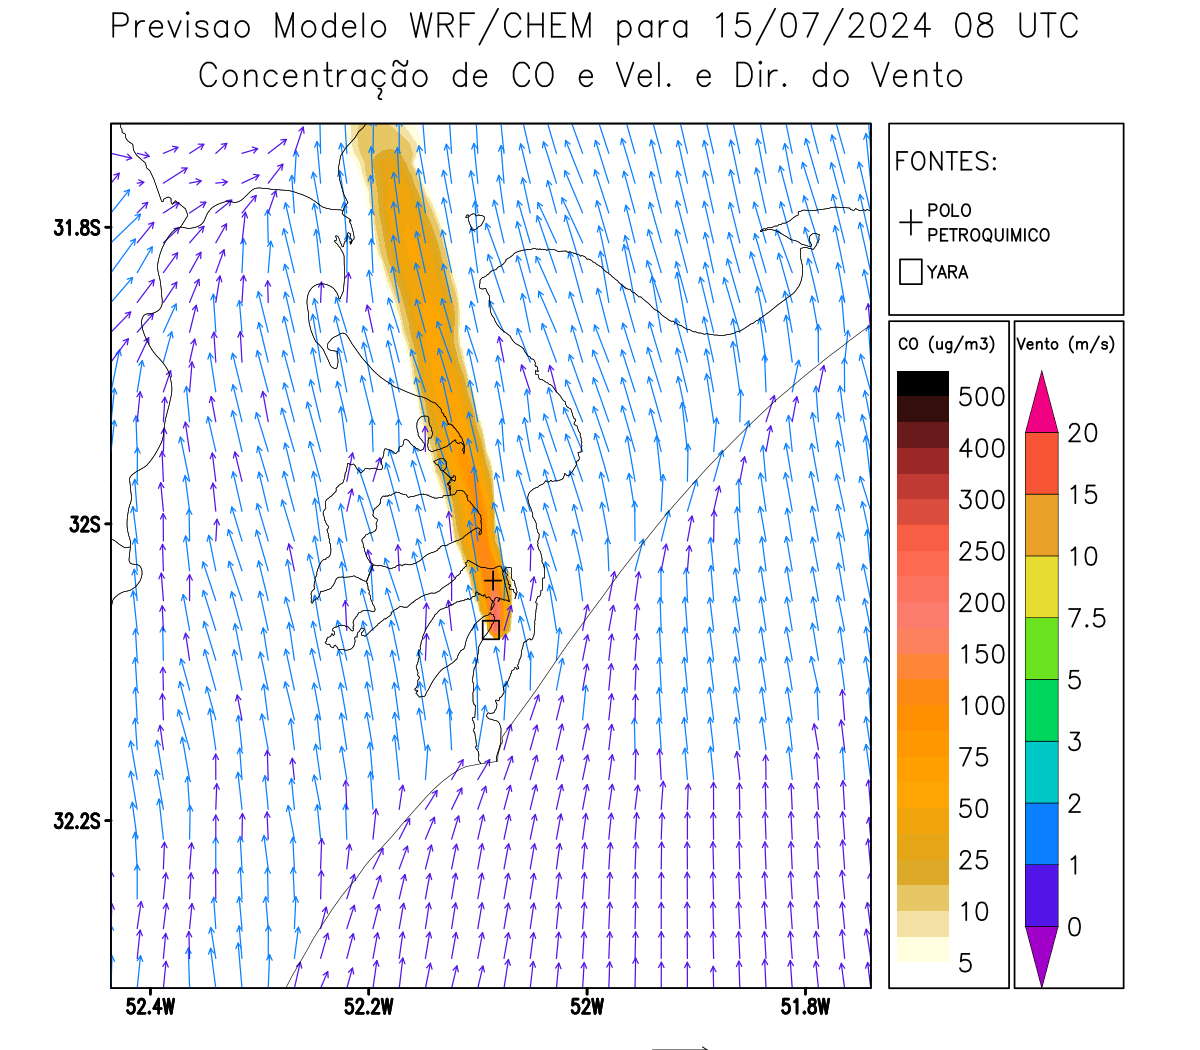 Previsao Modelo WRF/CHEM para 15/07/2024 08 UTC
Concentração de CO e Vel. e Dir. do Vento
FONTES:
POLO
PETROQUIMICO
YARA
CO (ug/m3)
500
400
300
250
200
150
100
75
50
25
10
5
Vento (m/s)
20
15
10
7.5
5
3
2
1
0
31.8S
32S
32.2S
52.4W
52.2W
52W
51.8W